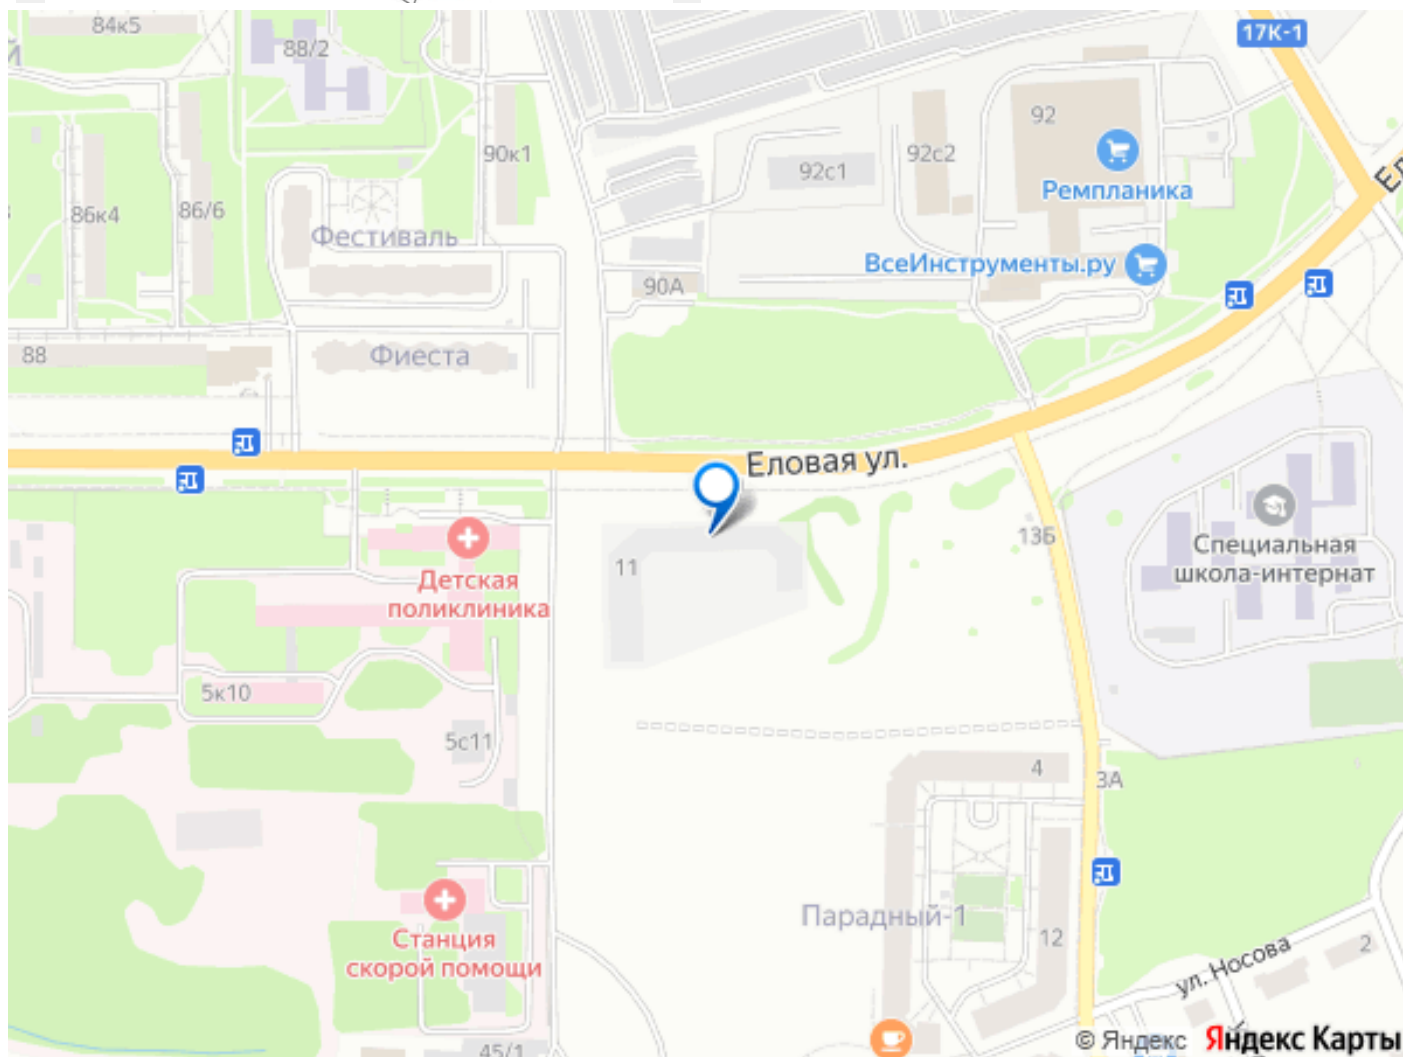 84к5
88/2
17К-1
й
92
90к1
92с1
92с2
Ремпланика
86к4
86/6
Фестиваль
ВсеИнструменты.ру
90А
88
Фиеста
Еловая ул.
13Б
Специальная
школа-интернат
11
Детская
поликлиника
5к10
5с11
4
3А
Парадный-1
12
Станция
скорой помощи
ул. Носова
2
45/1
© Яндекс Яндекс Карты